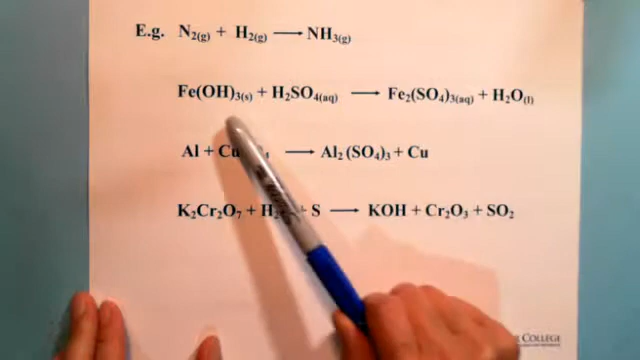 E.g. N2(g) + H2(g) ⟶ NH3(g)
Fe(OH)3(s) + H2SO4(aq) ⟶ Fe2(SO4)3(aq) + H2O(l)
Al + Cu 4 ⟶ Al2 (SO4)3 + Cu
K2Cr2O7 + H2 + S ⟶ KOH + Cr2O3 + SO2
COLLEGE